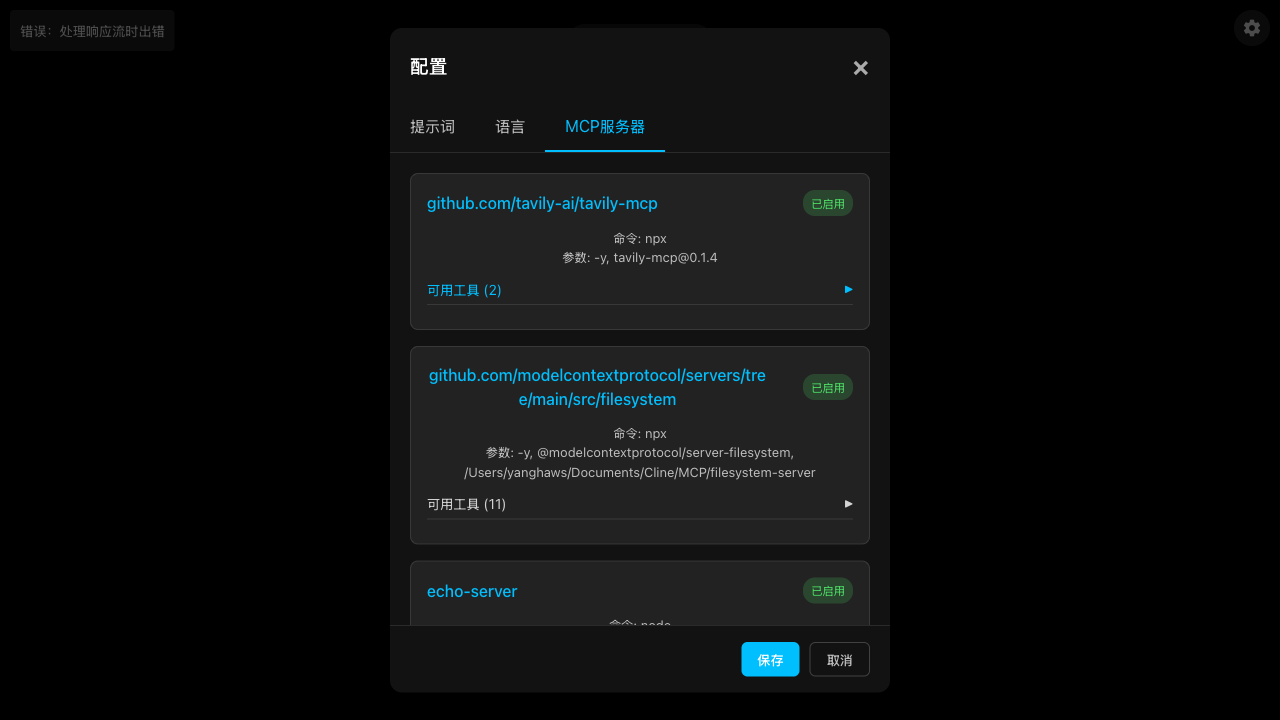 错误：处理响应流时出错
配置
×
提示词 语言 MCP服务器
github.com/tavily-ai/tavily-mcp 已启用
命令: npx
参数: -y, tavily-mcp@0.1.4
可用工具 (2) ▶
github.com/modelcontextprotocol/servers/tre
e/main/src/filesystem
已启用
命令: npx
参数: -y, @modelcontextprotocol/server-filesystem,
/Users/yanghaws/Documents/Cline/MCP/filesystem-server
可用工具 (11) ▶
echo-server 已启用
命令: node
保存 取消